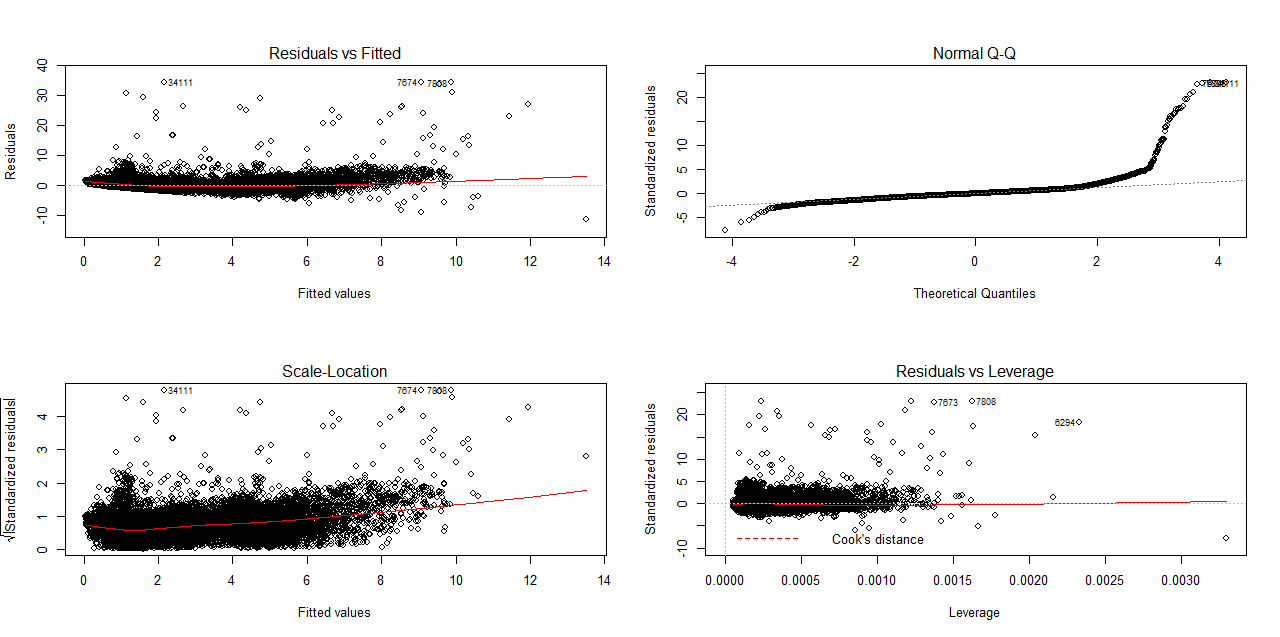 Residuals vs Fitted
Residuals
40
30
20
10
0
-10
34111
7674
0 2 4 6 8 10 12 14
Fitted values
Normal Q-Q
Standardized residuals
20
10
5
0
-5
-4 -2 0 2 4
Theoretical Quantiles
Scale-Location
√|Standardized residuals|
4
3
2
1
0
34111
7674
0 2 4 6 8 10 12 14
Fitted values
Residuals vs Leverage
Standardized residuals
20
10
5
0
-10
7673
7808
6294
Cook's distance
0.0000 0.0005 0.0010 0.0015 0.0020 0.0025 0.0030
Leverage